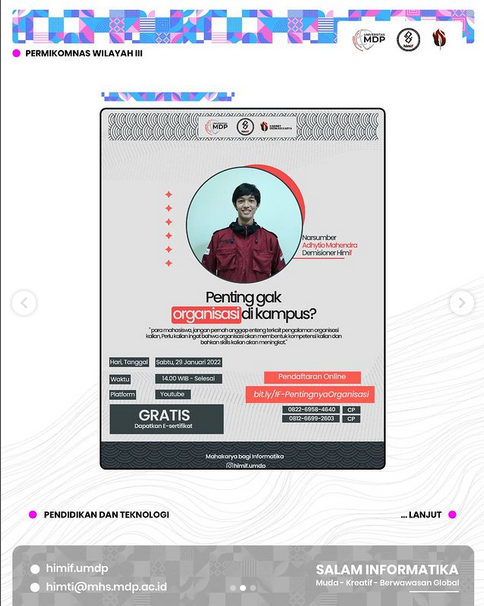 UNIVERSITAS
MDP
himif
PERMIKOMNAS WILAYAH III
UNIVERSITAS
MDP
Narsumber
Adhytio Mahendra
Demisioner Himif
Penting gak
organisasi di kampus?
"para mahasiswa, jangan pernah anggap enteng terkait pengalaman organisasi
kalian, Perlu kalian ingat bahwa organisasi akan membentuk kompetensi kalian dan
bahkan skills kalian akan meningkat."
Hari, Tanggal Sabtu, 29 Januari 2022
Waktu 14.00 WIB - Selesai
Platform Youtube
GRATIS
Dapatkan E-sertifikat
Pendaftaran Online
bit.ly/IF-PentingnyaOrganisasi
0822-6958-4640 CP
0812-6699-2603 CP
Mahakarya bagi Informatika
himif.umdp
PENDIDIKAN DAN TEKNOLOGI
... LANJUT
himif.umdp
himti@mhs.mdp.ac.id
SALAM INFORMATIKA
Muda - Kreatif - Berwawasan Global